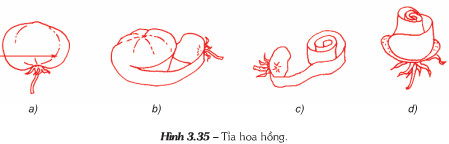 a) b) c) d)
Hình 3.35 – Tỉa hoa hồng.